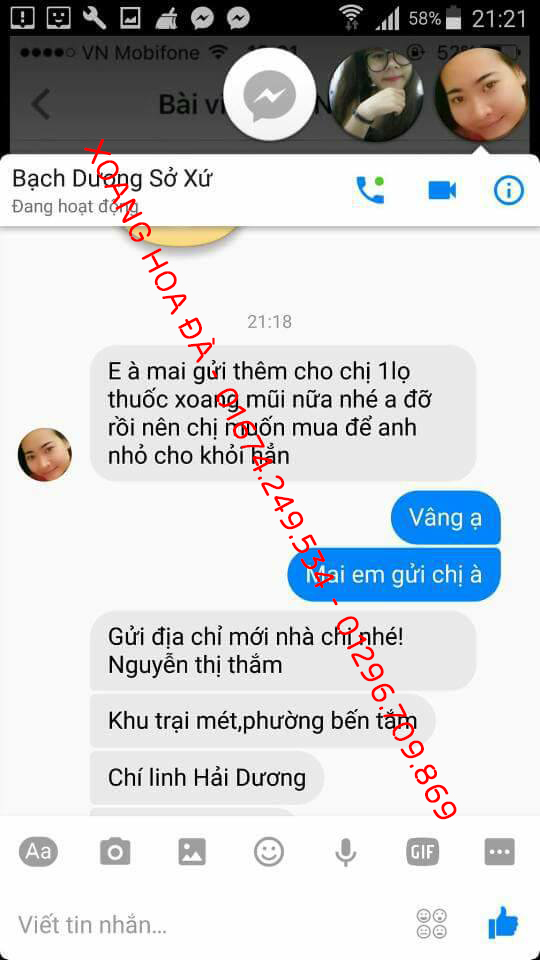 58% 21:21
VN Mobifone
Bài vi
Bạch Dương Sở Xứ
Đang hoạt động
21:18
E à mai gửi thêm cho chị 1lọ
thuốc xoang mũi nữa nhé a đỡ
rồi nên chị muốn mua để anh
nhỏ cho khỏi hẳn
Vâng ạ
Mai em gửi chị à
Gửi địa chỉ mới nhà chị nhé!
Nguyễn thị thắm
Khu trại mét,phường bến tắm
Chí linh Hải Dương
XOANG HOA ĐÀ - 01674.249.534 - 01296.709.869
Aa
GIF
Viết tin nhắn...